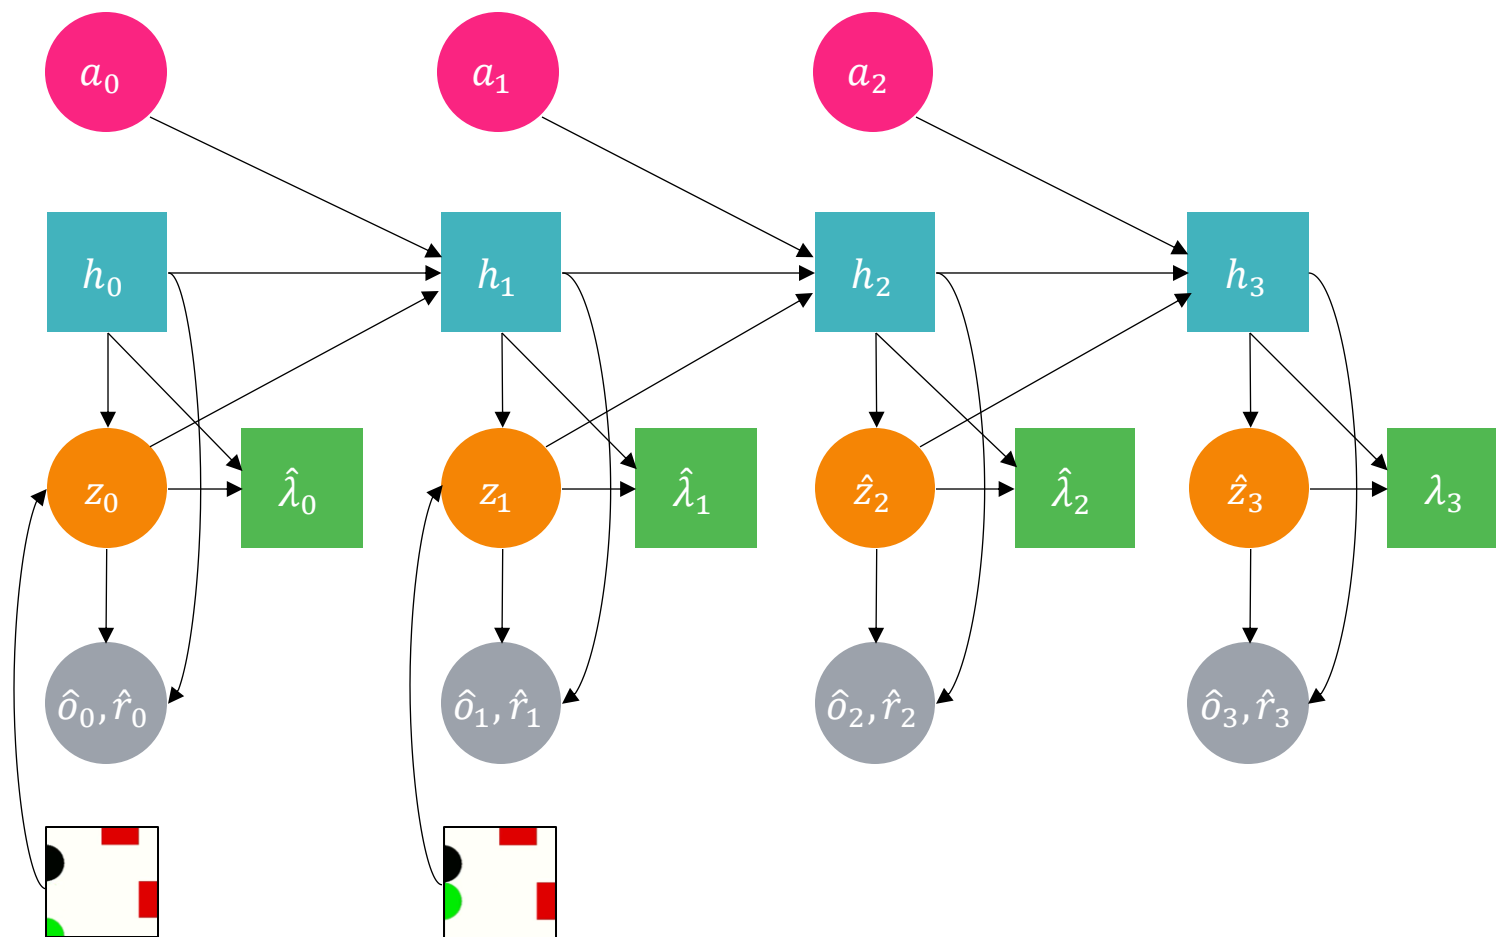 a₀ a₁ a₂
h₀ h₁ h₂ h₃
z₀ λ̂₀ z₁ λ̂₁ ẑ₂ λ̂₂ ẑ₃ λ₃
ô₀, r̂₀ ô₁, r̂₁ ô₂, r̂₂ ô₃, r̂₃